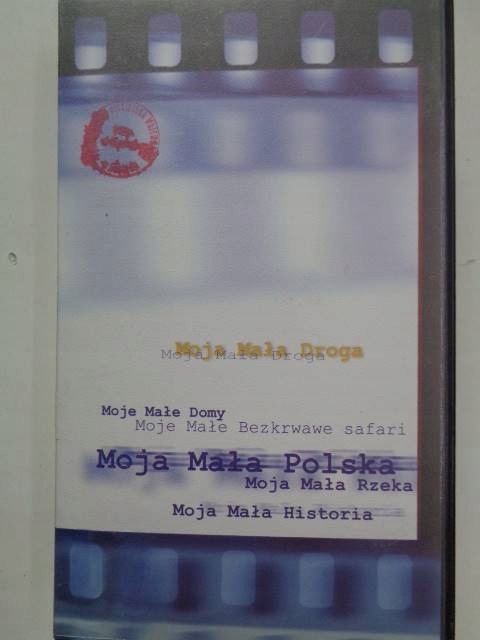 Moja Mała Droga
Moja Mała Droga
Moje Małe Domy
Moje Małe Bezkrwawe safari
Moja Mała Polska
Moja Mała Rzeka
Moja Mała Historia